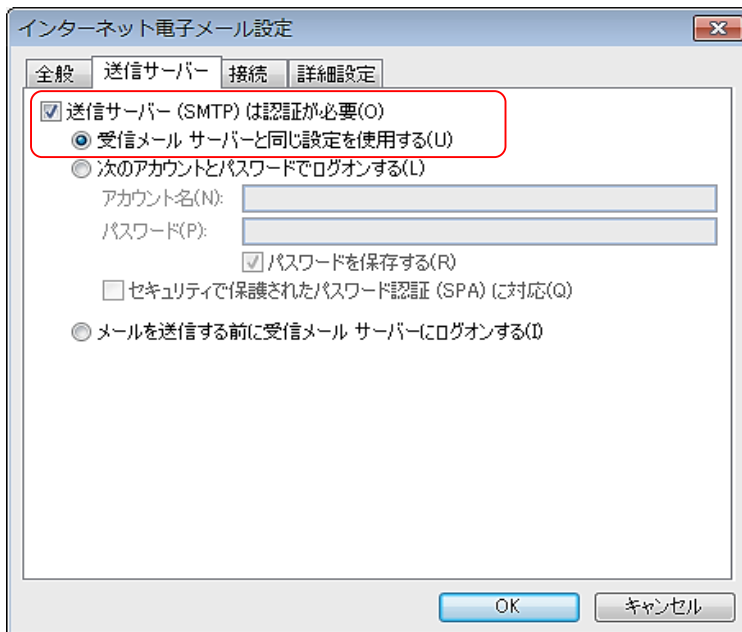 インターネット電子メール設定
全般 送信サーバー 接続 詳細設定
送信サーバー (SMTP) は認証が必要(O)
受信メール サーバーと同じ設定を使用する(U)
次のアカウントとパスワードでログオンする(L)
アカウント名(N):
パスワード(P):
パスワードを保存する(R)
セキュリティで保護されたパスワード認証 (SPA) に対応(Q)
メールを送信する前に受信メール サーバーにログオンする(I)
OK キャンセル